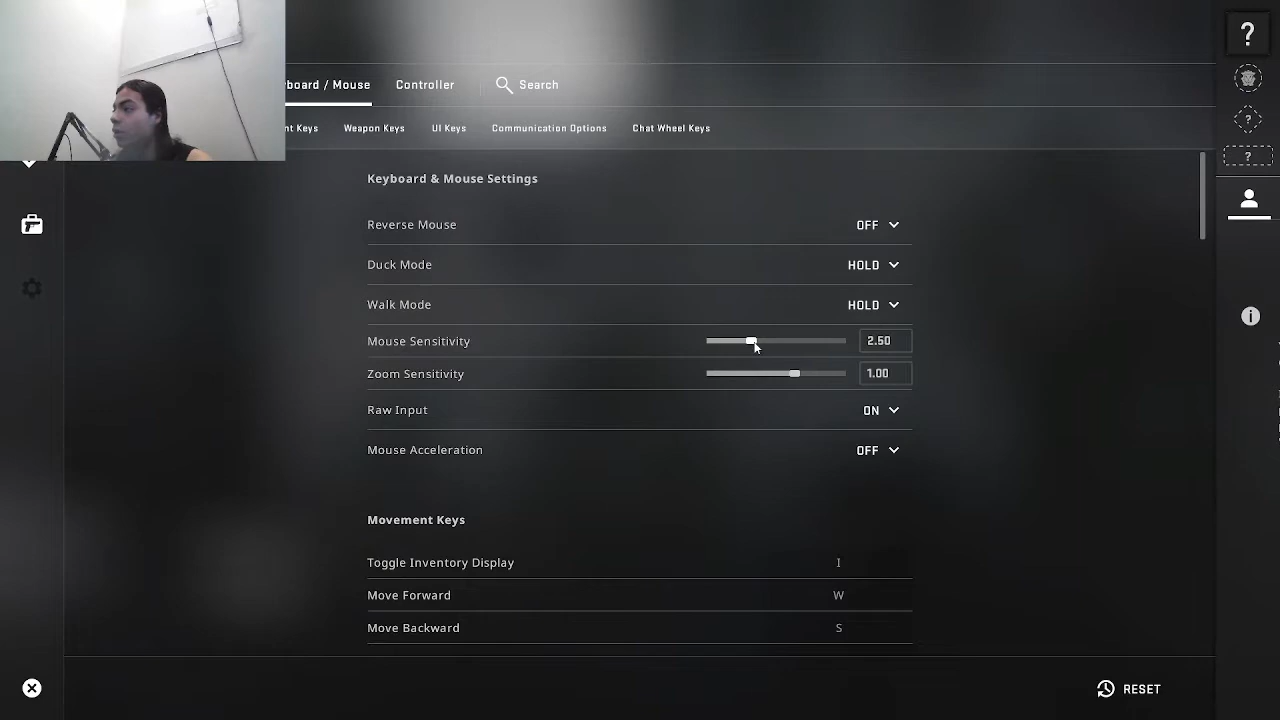 ?
board / Mouse Controller Search
nt Keys Weapon Keys UI Keys Communication Options Chat Wheel Keys
?
?
Keyboard & Mouse Settings
Reverse Mouse OFF
Duck Mode HOLD
Walk Mode HOLD
Mouse Sensitivity 2.50
Zoom Sensitivity 1.00
Raw Input ON
Mouse Acceleration OFF
Movement Keys
Toggle Inventory Display I
Move Forward W
Move Backward S
RESET